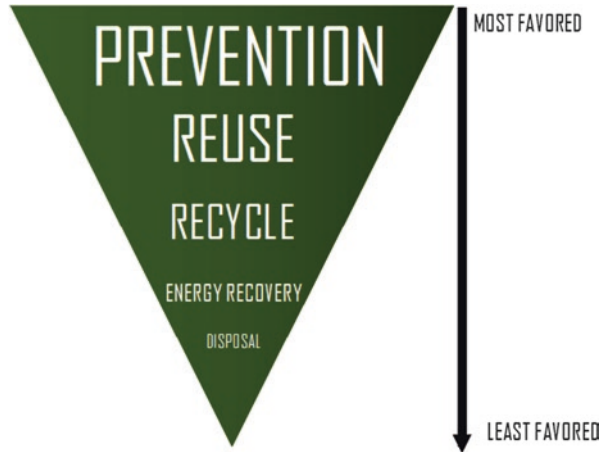 PREVENTION
MOST FAVORED
REUSE
RECYCLE
ENERGY RECOVERY
DISPOSAL
LEAST FAVORED